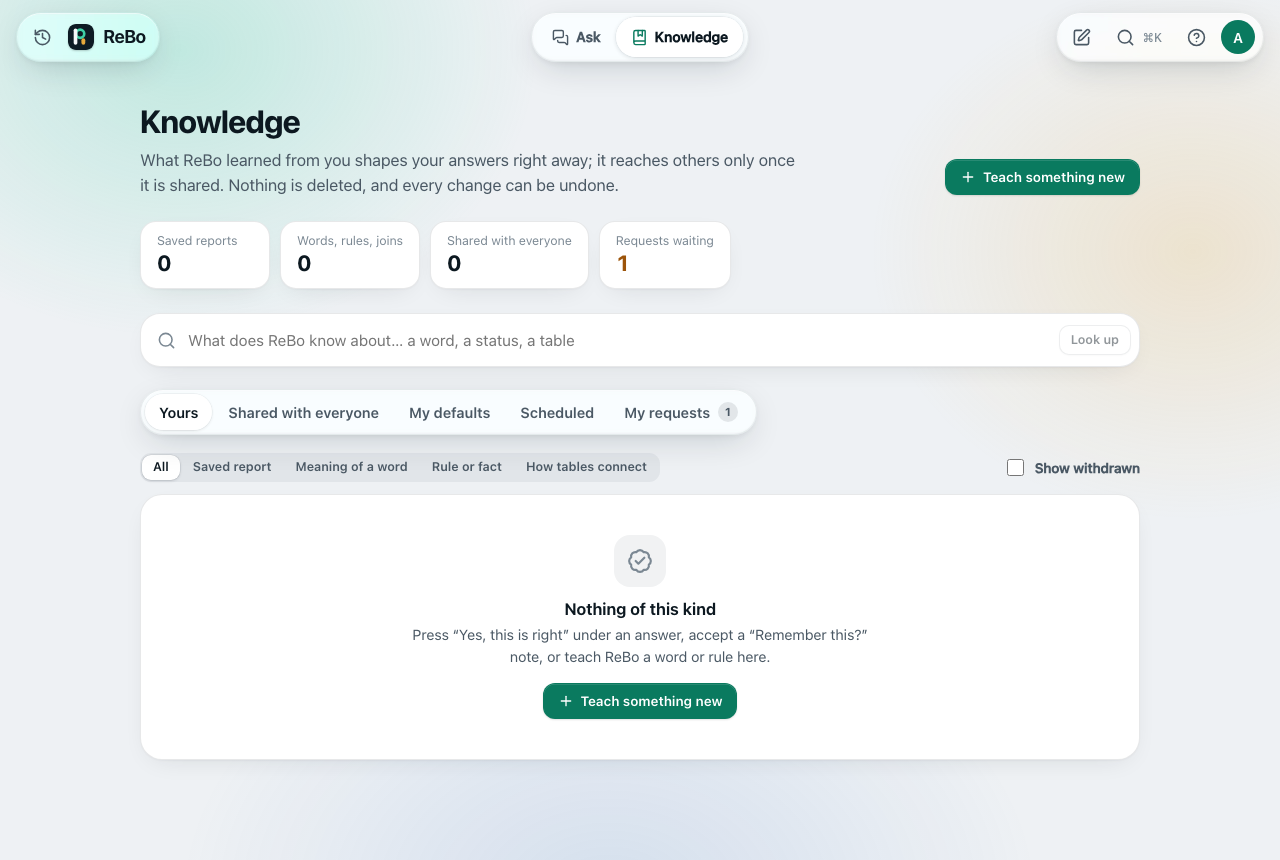 ReBo
Ask
Knowledge
⌘K
A
Knowledge
What ReBo learned from you shapes your answers right away; it reaches others only once
it is shared. Nothing is deleted, and every change can be undone.
+ Teach something new
Saved reports
0
Words, rules, joins
0
Shared with everyone
0
Requests waiting
1
What does ReBo know about... a word, a status, a table
Look up
Yours
Shared with everyone
My defaults
Scheduled
My requests 1
All
Saved report
Meaning of a word
Rule or fact
How tables connect
Show withdrawn
Nothing of this kind
Press “Yes, this is right” under an answer, accept a “Remember this?”
note, or teach ReBo a word or rule here.
+ Teach something new